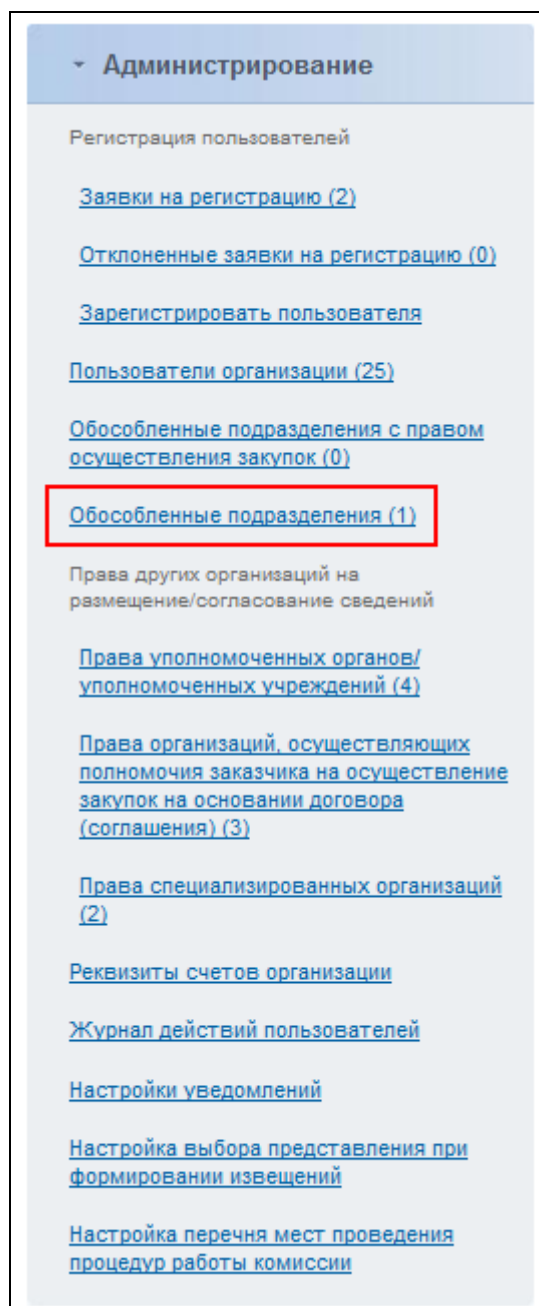 Администрирование
Регистрация пользователей
Заявки на регистрацию (2)
Отклоненные заявки на регистрацию (0)
Зарегистрировать пользователя
Пользователи организации (25)
Обособленные подразделения с правом
осуществления закупок (0)
Обособленные подразделения (1)
Права других организаций на
размещение/согласование сведений
Права уполномоченных органов/
уполномоченных учреждений (4)
Права организаций, осуществляющих
полномочия заказчика на осуществление
закупок на основании договора
(соглашения) (3)
Права специализированных организаций
(2)
Реквизиты счетов организации
Журнал действий пользователей
Настройки уведомлений
Настройка выбора представления при
формировании извещений
Настройка перечня мест проведения
процедур работы комиссии